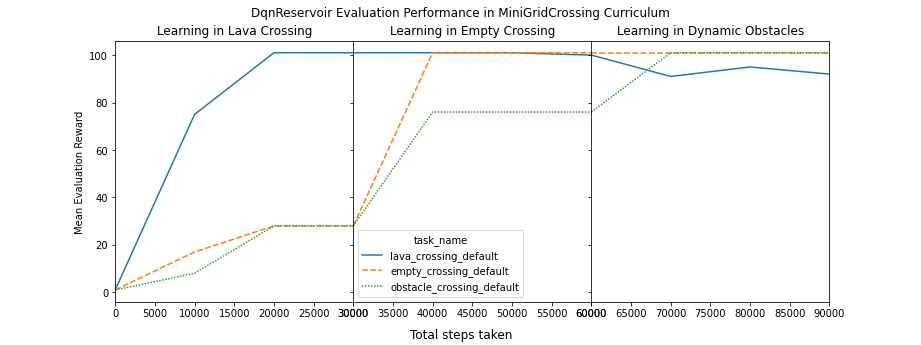 DqnReservoir Evaluation Performance in MiniGridCrossing Curriculum
Learning in Lava Crossing
Learning in Empty Crossing
Learning in Dynamic Obstacles
Mean Evaluation Reward
100
80
60
40
20
0
task_name
lava_crossing_default
empty_crossing_default
obstacle_crossing_default
0 5000 10000 15000 20000 25000 30000
30000 35000 40000 45000 50000 55000 60000
60000 65000 70000 75000 80000 85000 90000
Total steps taken